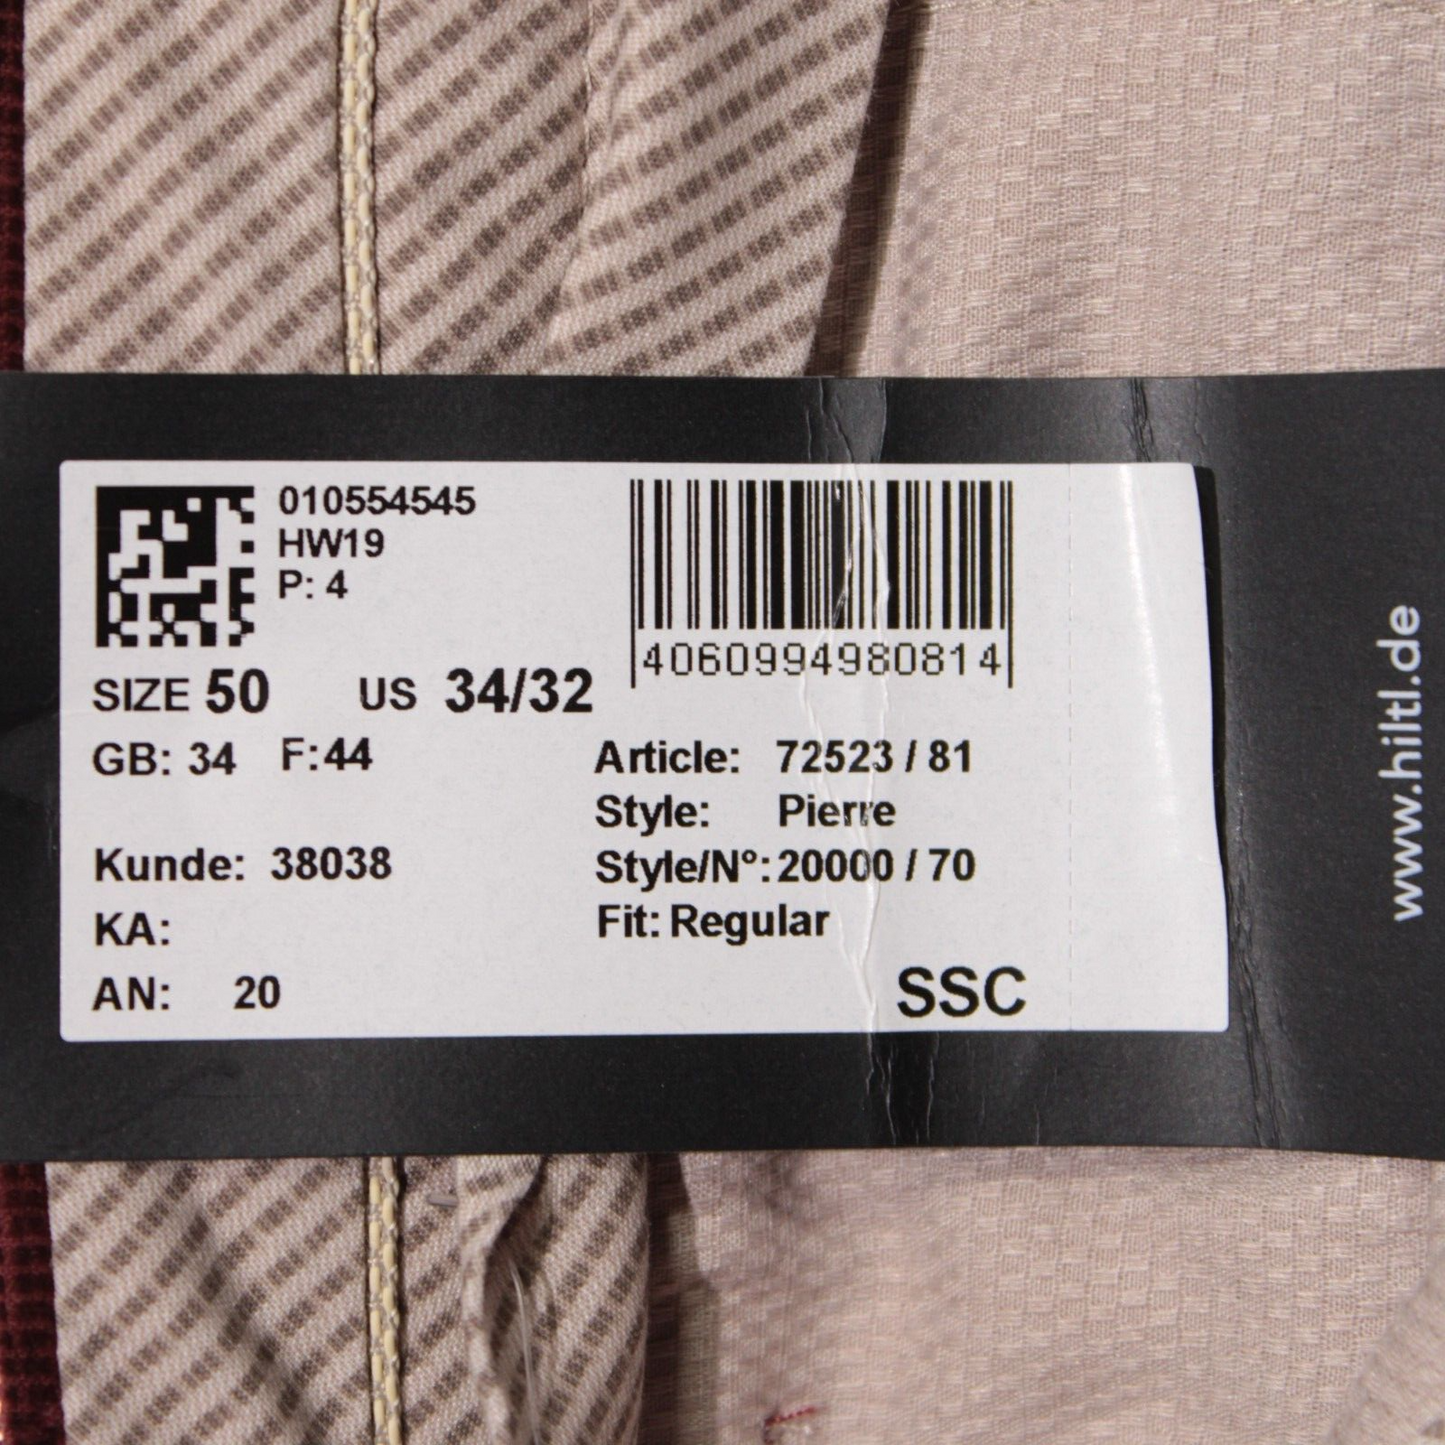 010554545
HW19
P: 4
4060994980814
SIZE 50 US 34/32
GB: 34 F:44
Article: 72523 / 81
Style: Pierre
Kunde: 38038
Style/N°: 20000 / 70
KA:
Fit: Regular
AN: 20
SSC
www.hiltl.de